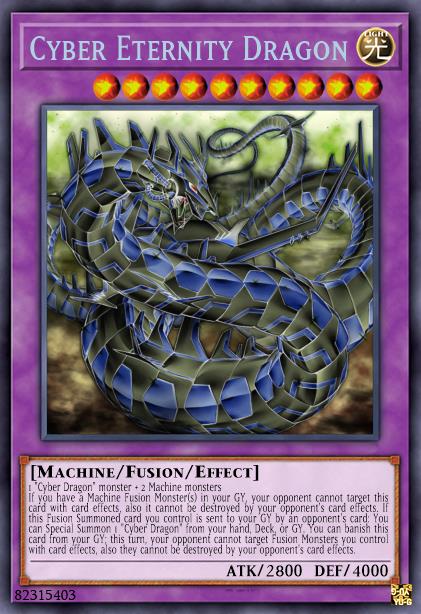 CYBER ETERNITY DRAGON
LIGHT
光
[MACHINE/FUSION/EFFECT]
1 "Cyber Dragon" monster + 2 Machine monsters
If you have a Machine Fusion Monster(s) in your GY, your opponent cannot target this
card with card effects, also it cannot be destroyed by your opponent's card effects. If
this Fusion Summoned card you control is sent to your GY by an opponent's card: You
can Special Summon 1 "Cyber Dragon" from your hand, Deck, or GY. You can banish this
card from your GY; this turn, your opponent cannot target Fusion Monsters you control
with card effects, also they cannot be destroyed by your opponent's card effects.
ATK/2800 DEF/4000
82315403